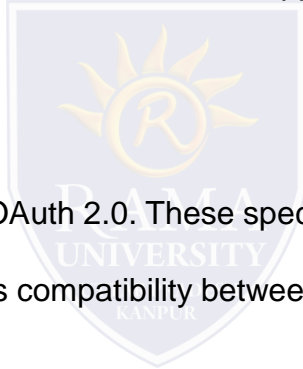 RAMA
OAuth 2.0. These spec
UNIVERSITY
s compatibility betwee
KANPUR